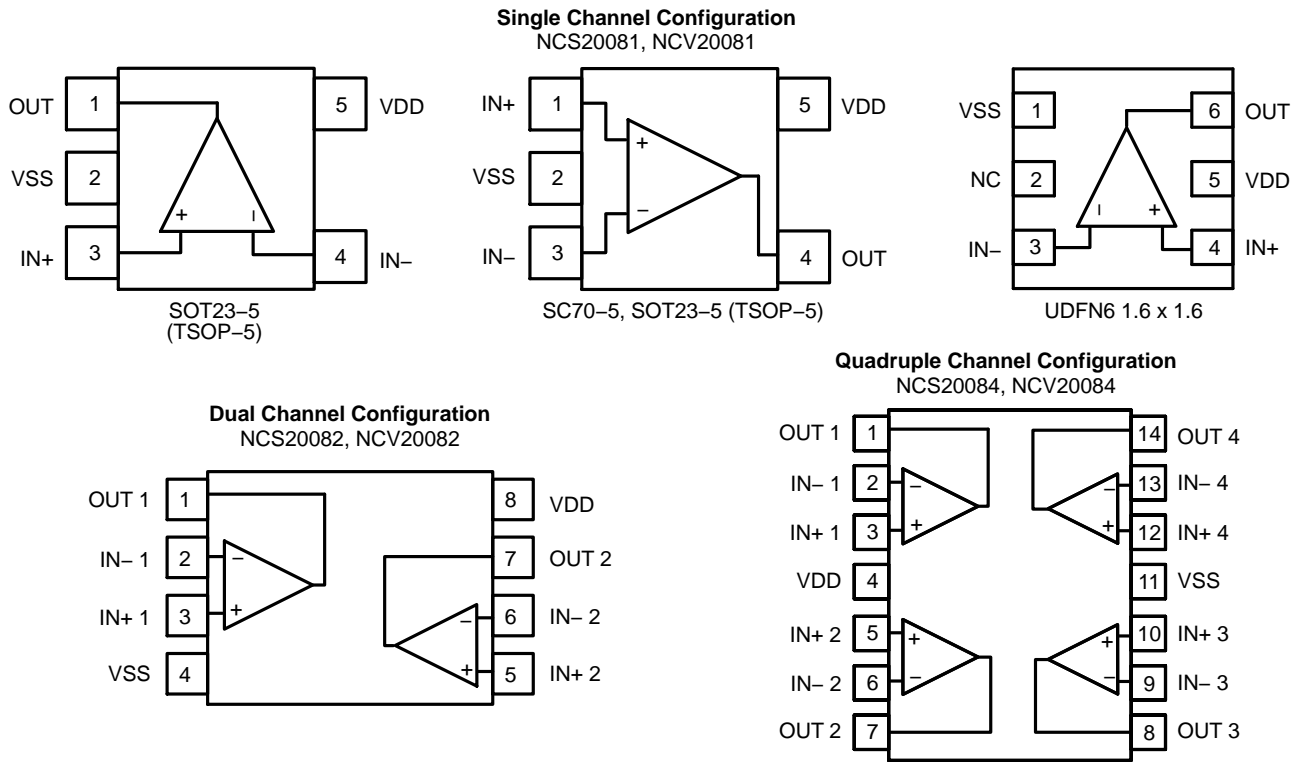 Single Channel Configuration
NCS20081, NCV20081
OUT 1 5 VDD
VSS 2
+ −
IN+ 3 4 IN−
SOT23−5
(TSOP−5)
IN+ 1 5 VDD
+
VSS 2
−
IN− 3 4 OUT
SC70−5, SOT23−5 (TSOP−5)
VSS 1 6 OUT
NC 2 5 VDD
− +
IN− 3 4 IN+
UDFN6 1.6 x 1.6
Dual Channel Configuration
NCS20082, NCV20082
OUT 1 1 8 VDD
IN− 1 2 − 7 OUT 2
IN+ 1 3 + − 6 IN− 2
VSS 4 + 5 IN+ 2
Quadruple Channel Configuration
NCS20084, NCV20084
OUT 1 1 14 OUT 4
IN− 1 2 − − 13 IN− 4
IN+ 1 3 + + 12 IN+ 4
VDD 4 11 VSS
IN+ 2 5 + + 10 IN+ 3
IN− 2 6 − − 9 IN− 3
OUT 2 7 8 OUT 3